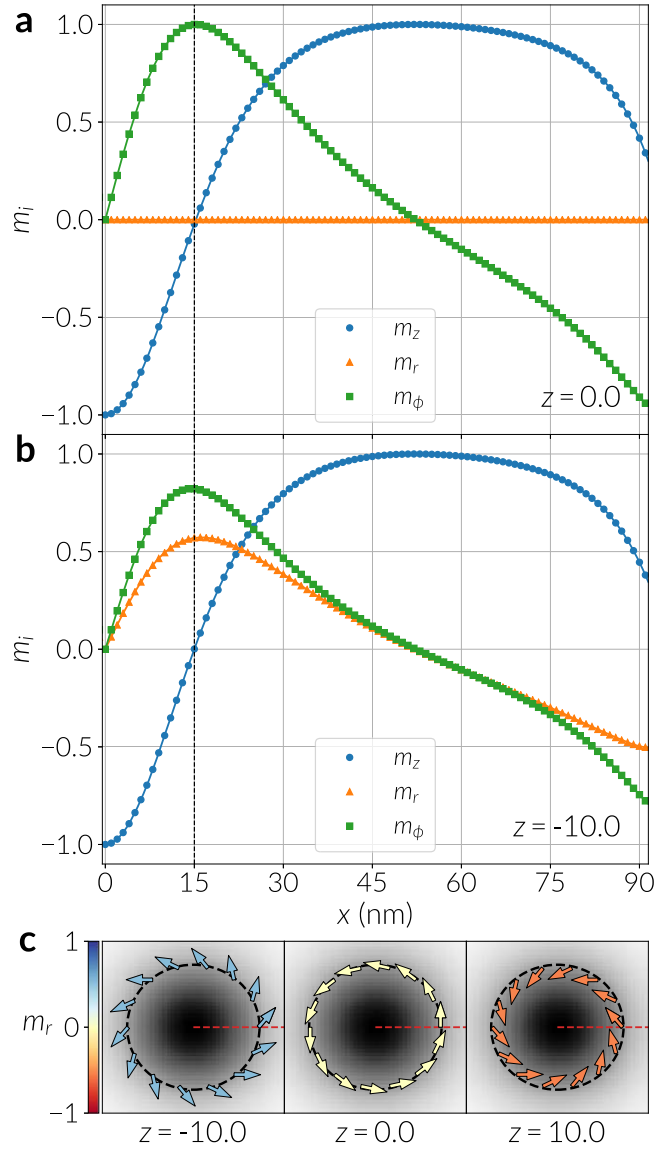 a
1.0
0.5
0.0
−0.5
−1.0
m_i
m_z
m_r
m_ϕ
z = 0.0
b
1.0
0.5
0.0
−0.5
−1.0
m_i
m_z
m_r
m_ϕ
z = -10.0
0 15 30 45 60 75 90
x (nm)
c
1
m_r 0
−1
z = -10.0 z = 0.0 z = 10.0